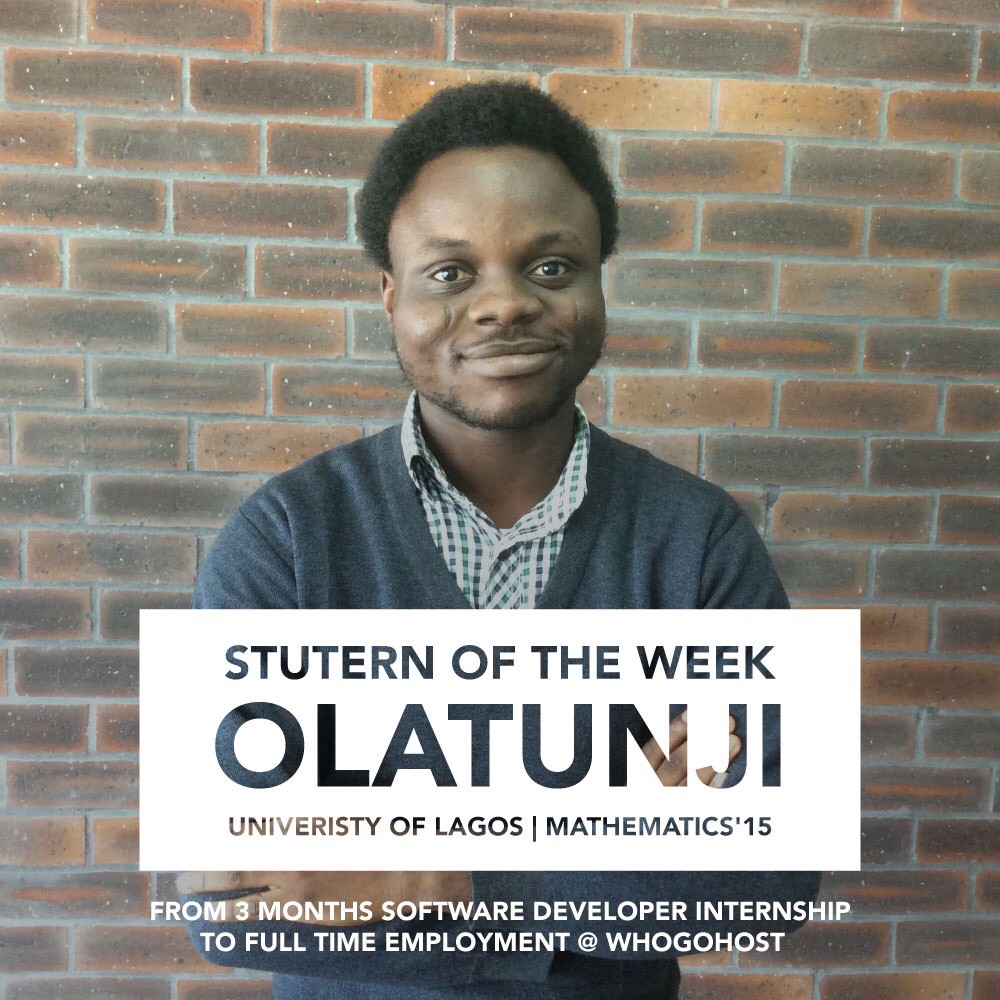 STUTERN OF THE WEEK
OLATUNJI
UNIVERISTY OF LAGOS | MATHEMATICS'15
FROM 3 MONTHS SOFTWARE DEVELOPER INTERNSHIP
TO FULL TIME EMPLOYMENT @ WHOGOHOST